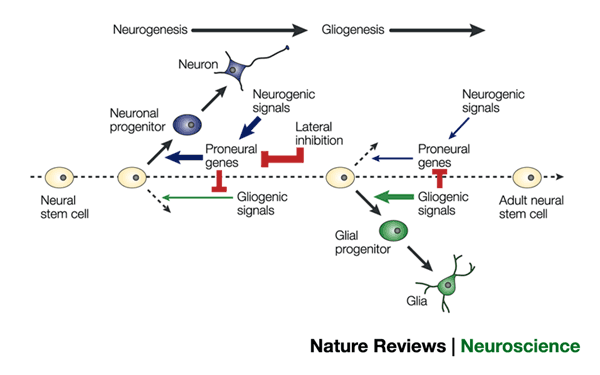 Neurogenesis
Gliogenesis
Neuron
Neurogenic
signals
Neurogenic
signals
Neuronal
progenitor
Lateral
inhibition
Proneural
genes
Proneural
genes
Neural
stem cell
Gliogenic
signals
Gliogenic
signals
Adult neural
stem cell
Glial
progenitor
Glia
Nature Reviews | Neuroscience